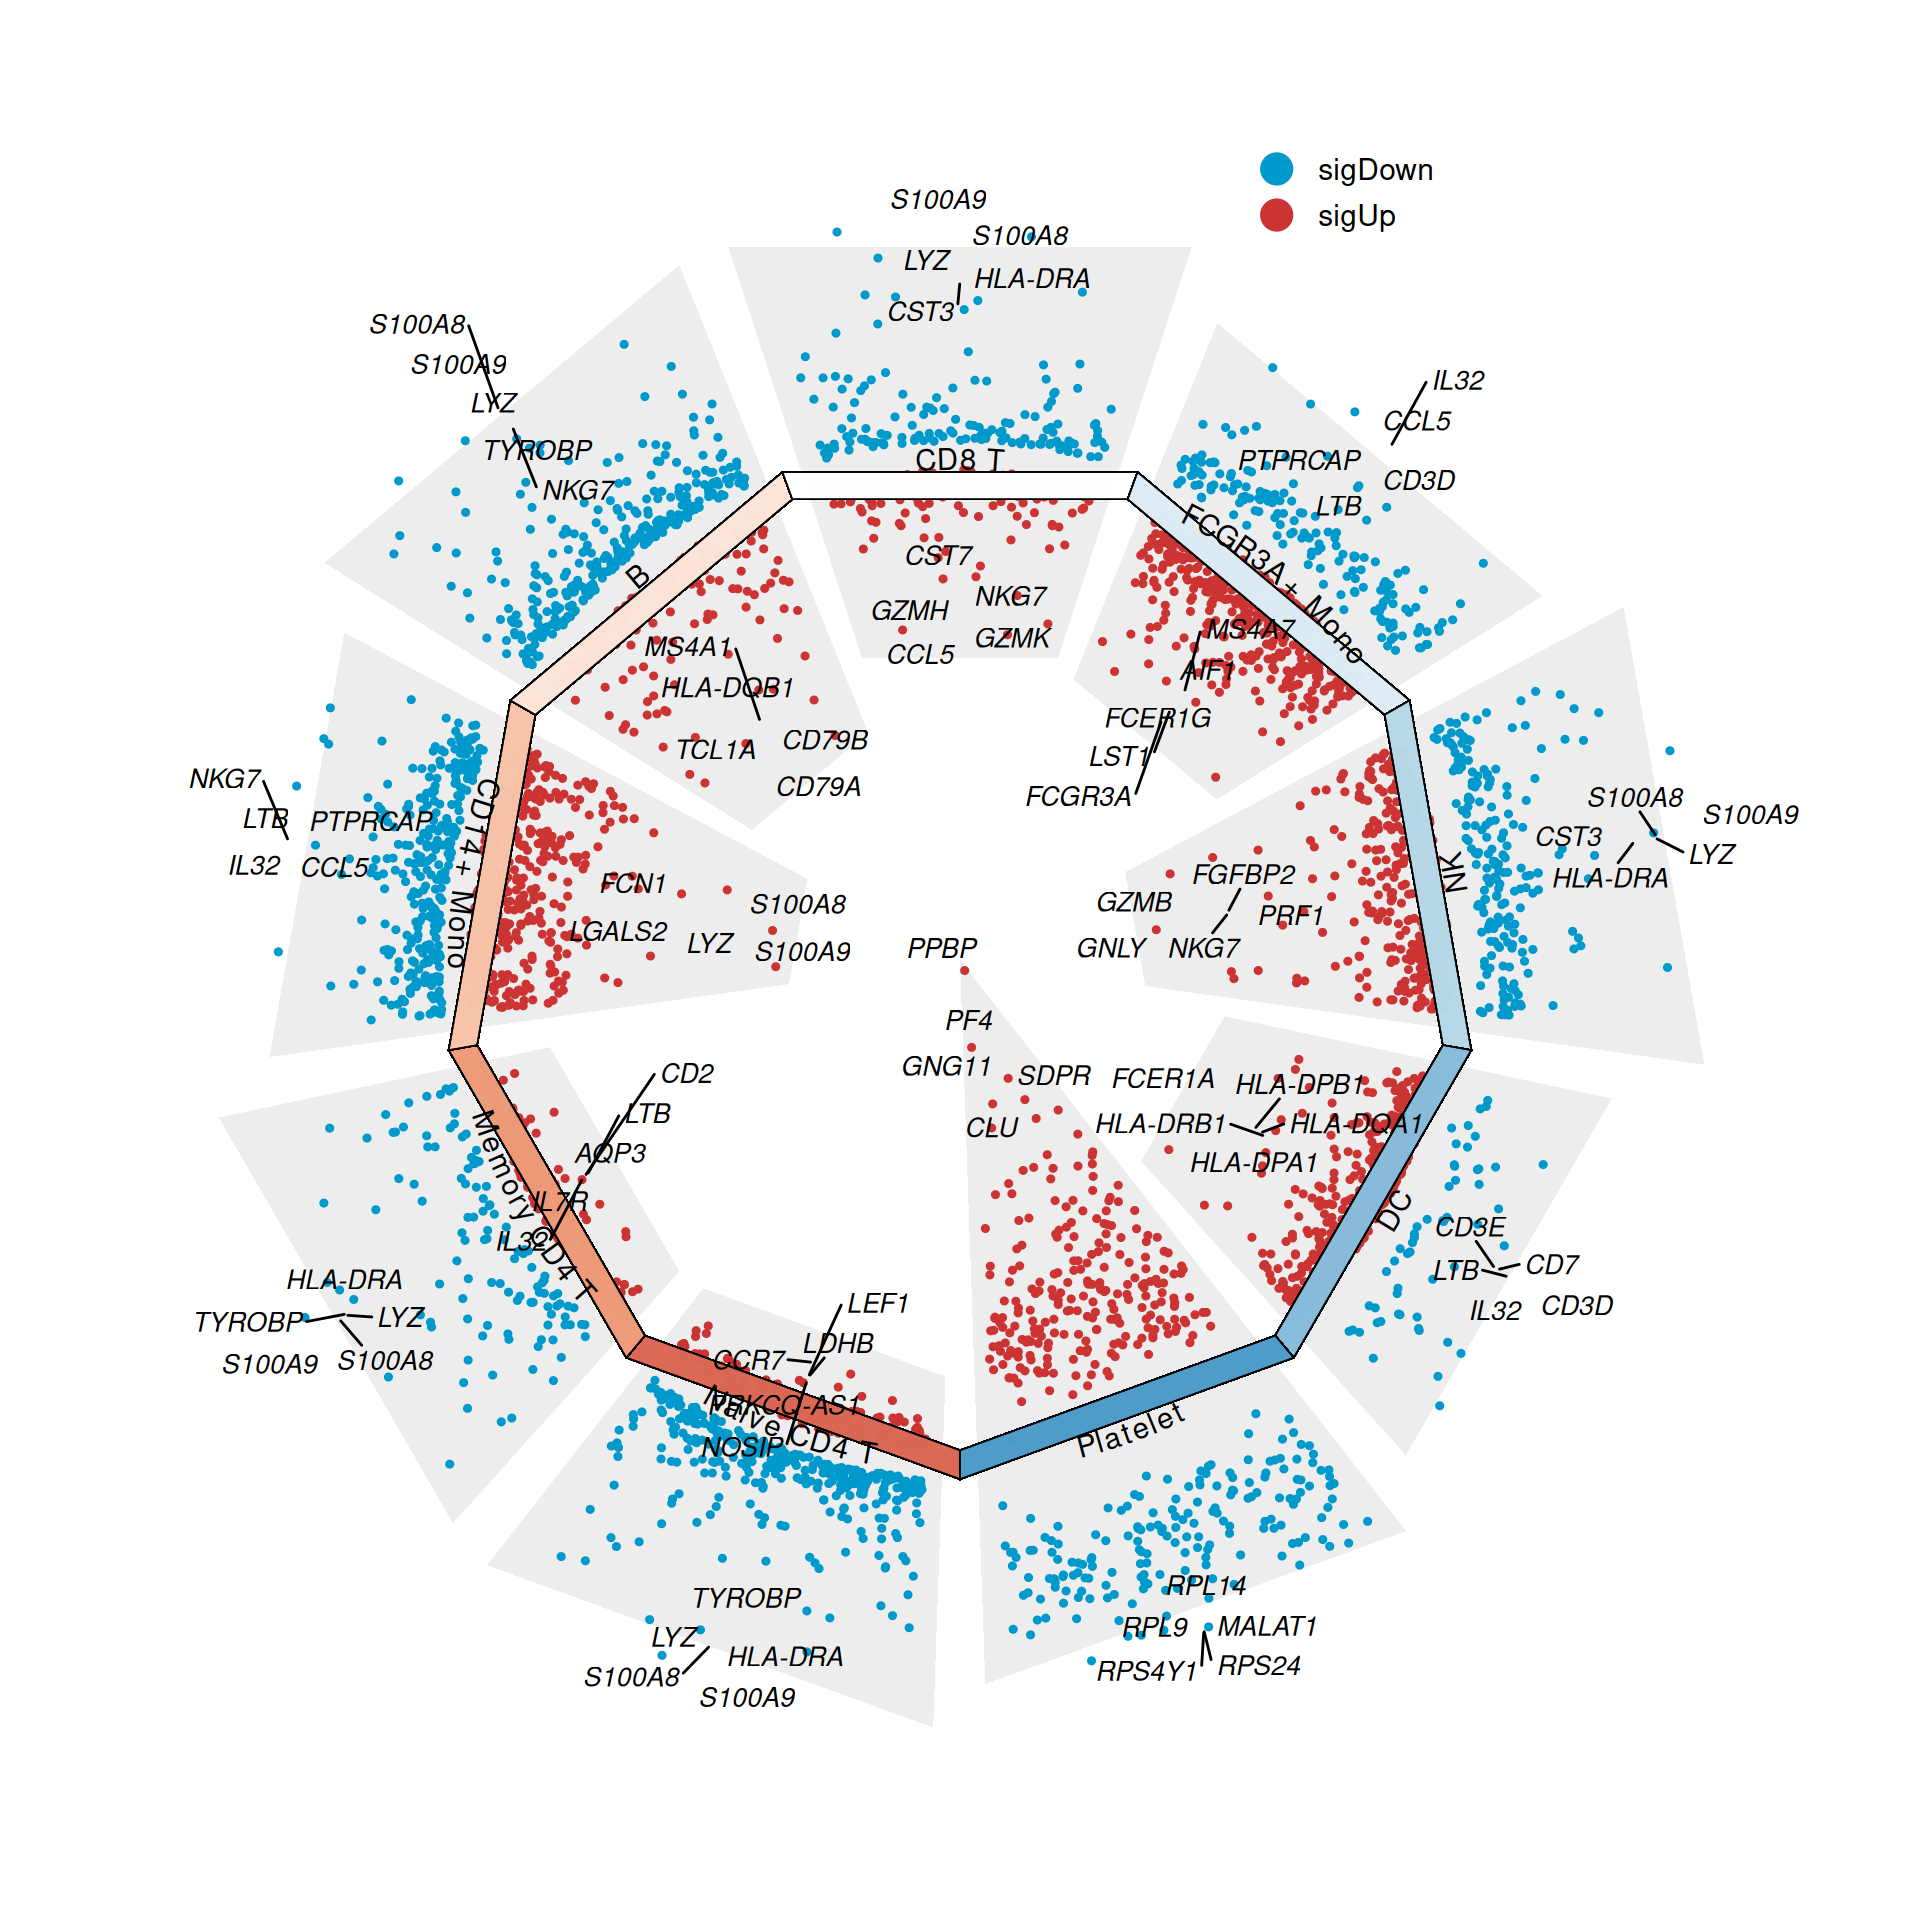 sigDown
sigUp
S100A9
S100A8
LYZ
HLA-DRA
CST3
CD8 T
CST7
NKG7
GZMH
GZMK
CCL5
IL32
CCL5
PTPRCAP
CD3D
LTB
FCGR3A+ Mono
MS4A7
AIF1
FCER1G
LST1
FCGR3A
S100A8
S100A9
CST3
LYZ
HLA-DRA
NK
FGFBP2
GZMB
PRF1
GNLY
NKG7
FCER1A
HLA-DPB1
HLA-DRB1
HLA-DQA1
HLA-DPA1
DC
CD3E
LTB
CD7
IL32
CD3D
PPBP
PF4
GNG11
SDPR
CLU
Platelet
RPL14
RPL9
MALAT1
RPS4Y1
RPS24
LEF1
LDHB
CCR7
PRKCQ-AS1
NOSIP
Naive CD4 T
TYROBP
LYZ
HLA-DRA
S100A8
S100A9
CD2
LTB
AQP3
IL7R
IL32
Memory CD4 T
HLA-DRA
TYROBP
LYZ
S100A9
S100A8
NKG7
LTB
PTPRCAP
IL32
CCL5
CD14+ Mono
FCN1
S100A8
LGALS2
LYZ
S100A9
S100A8
S100A9
LYZ
TYROBP
NKG7
B
MS4A1
HLA-DQB1
TCL1A
CD79B
CD79A